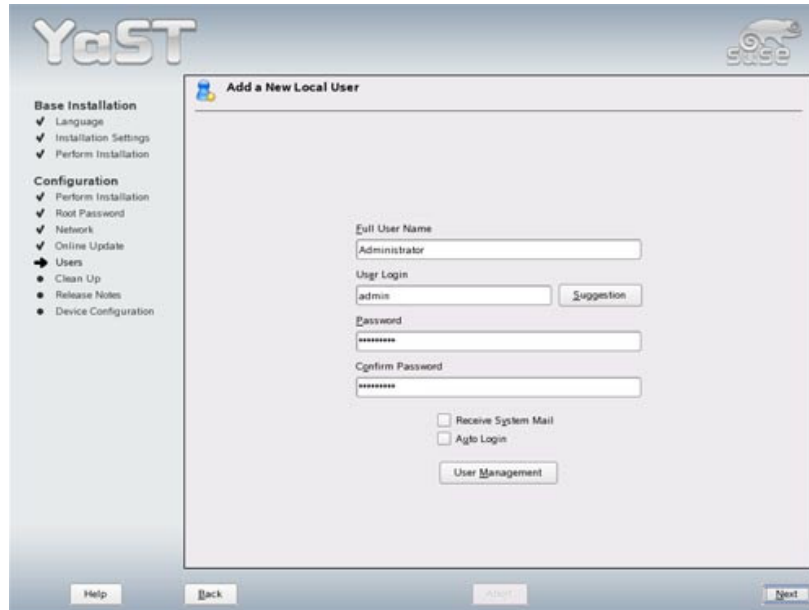 YaST
SUSE
Add a New Local User
Base Installation
Language
Installation Settings
Perform Installation
Configuration
Perform Installation
Root Password
Network
Online Update
Users
Clean Up
Release Notes
Device Configuration
Full User Name
Administrator
User Login
admin
Suggestion
Password
*********
Confirm Password
*********
Receive System Mail
Auto Login
User Management
Help
Back
Abort
Next